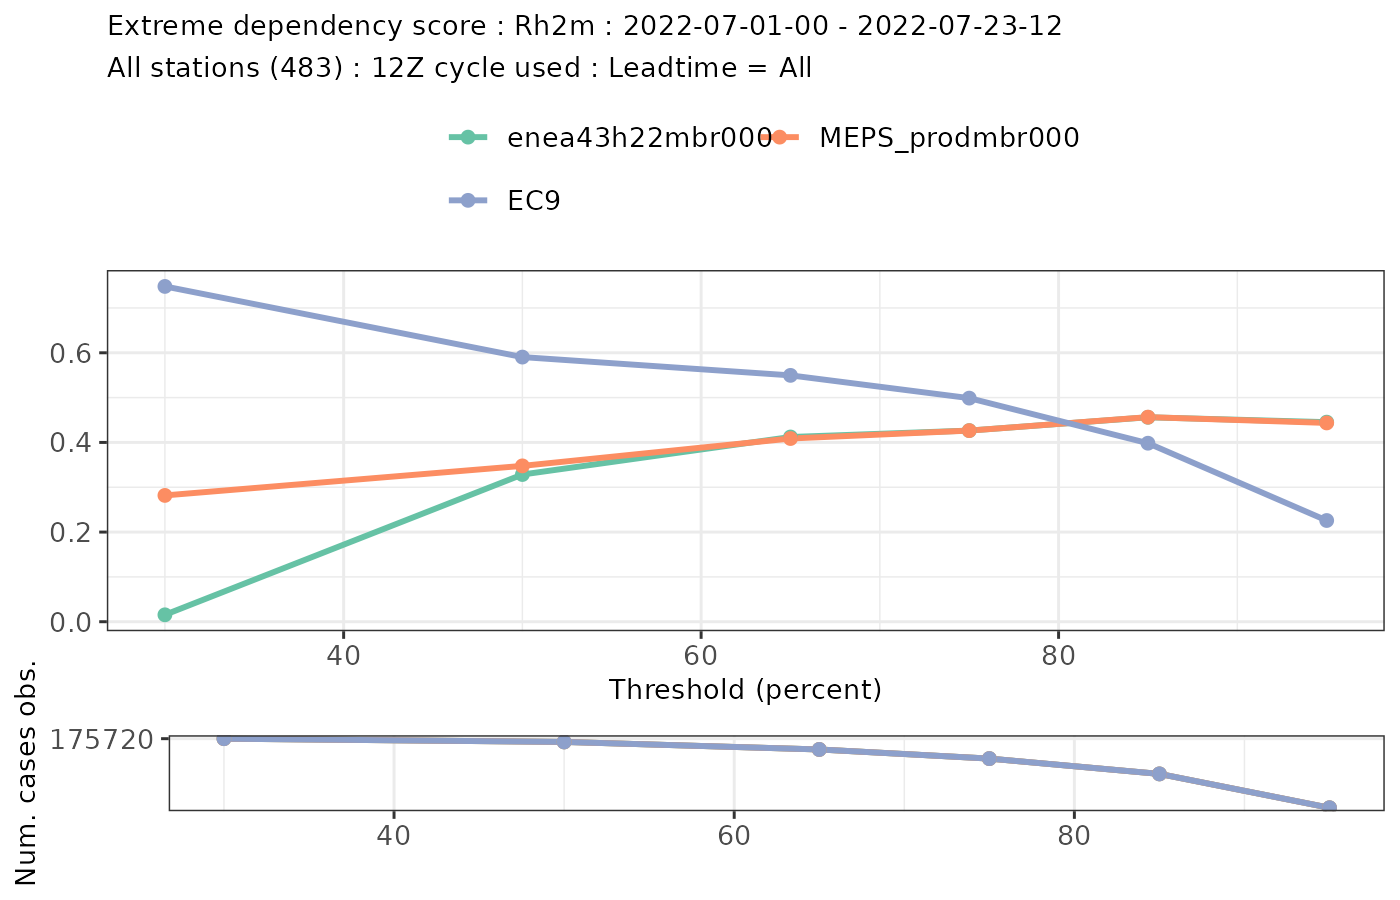 Extreme dependency score : Rh2m : 2022-07-01-00 - 2022-07-23-12
All stations (483) : 12Z cycle used : Leadtime = All
enea43h22mbr000 MEPS_prodmbr000
EC9
0.6
0.4
0.2
0.0
40 60 80
Threshold (percent)
Num. cases obs.
175720
40 60 80